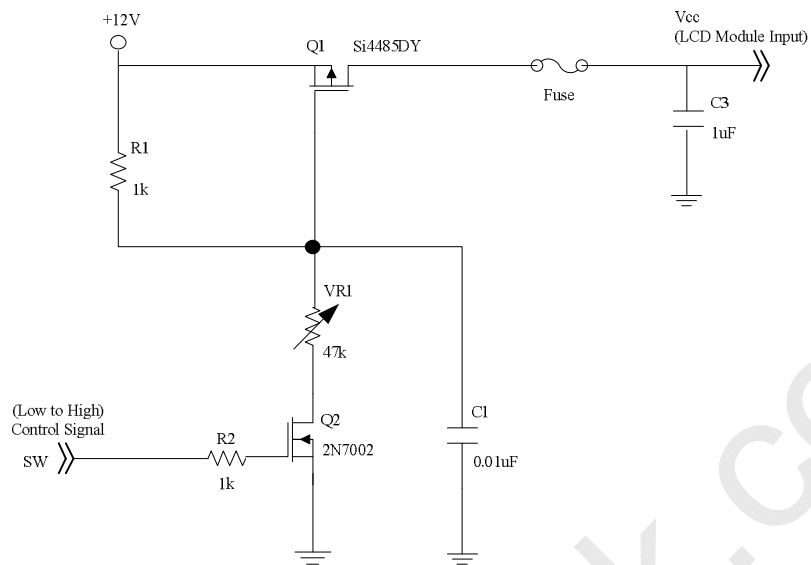 +12V
Q1
Si4485DY
Vcc
(LCD Module Input)
Fuse
C3
1uF
R1
1k
VR1
47k
(Low to High)
Control Signal
SW
R2
1k
Q2
2N7002
C1
0.01uF